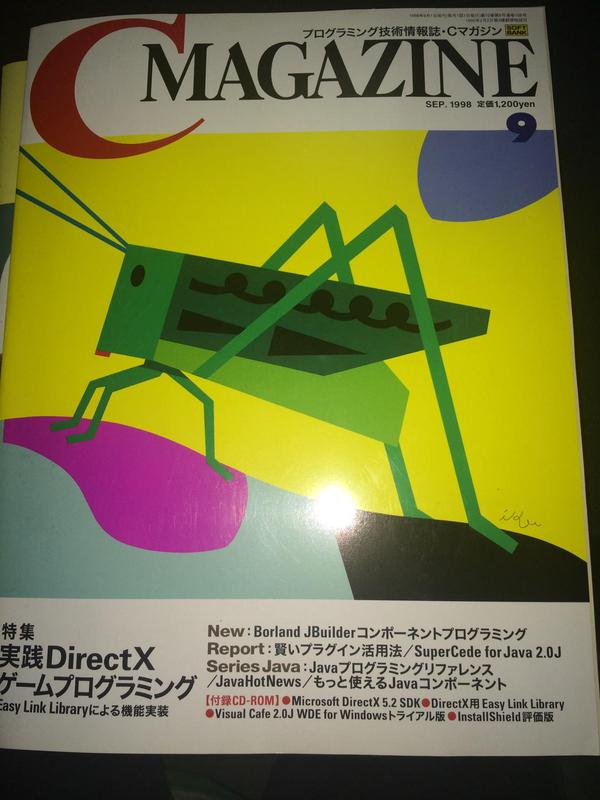 プログラミング技術情報誌・Cマガジン
SOFT BANK
C MAGAZINE
SEP. 1998 定価1,200yen
9
iku
特集
実践DirectX
ゲームプログラミング
Easy Link Libraryによる機能実装
New:Borland JBuilderコンポーネントプログラミング
Report:賢いプラグイン活用法/SuperCede for Java 2.0J
Series Java:Javaプログラミングリファレンス
/JavaHotNews/もっと使えるJavaコンポーネント
【付録CD-ROM】●Microsoft DirectX 5.2 SDK●DirectX用 Easy Link Library
●Visual Cafe 2.0J WDE for Windowsトライアル版 ●InstallShield評価版